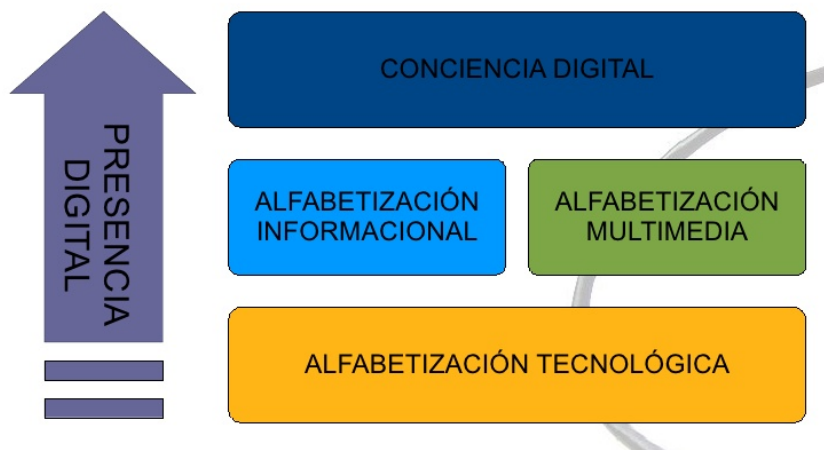 PRESENCIA
DIGITAL
CONCIENCIA DIGITAL
ALFABETIZACIÓN
INFORMACIONAL
ALFABETIZACIÓN
MULTIMEDIA
ALFABETIZACIÓN TECNOLÓGICA